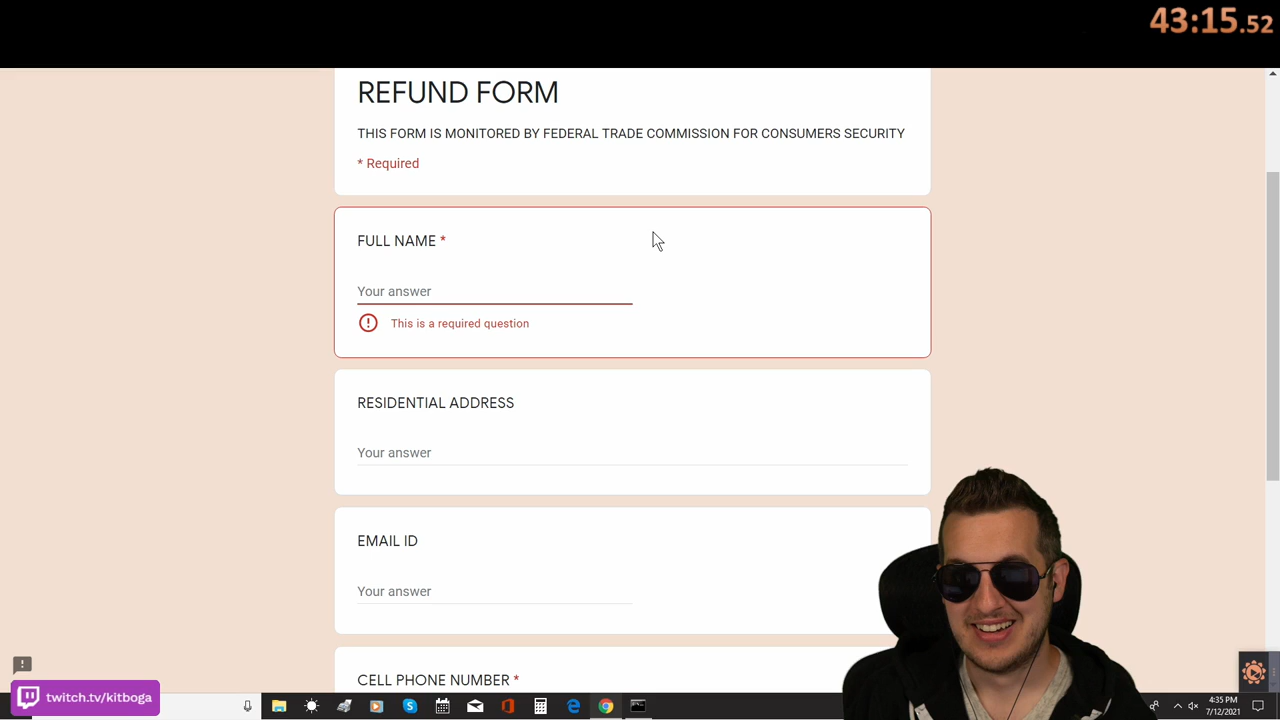 43:15.52
REFUND FORM
THIS FORM IS MONITORED BY FEDERAL TRADE COMMISSION FOR CONSUMERS SECURITY
* Required
FULL NAME *
Your answer
This is a required question
RESIDENTIAL ADDRESS
Your answer
EMAIL ID
Your answer
CELL PHONE NUMBER *
twitch.tv/kitboga
4:35 PM
7/12/2021